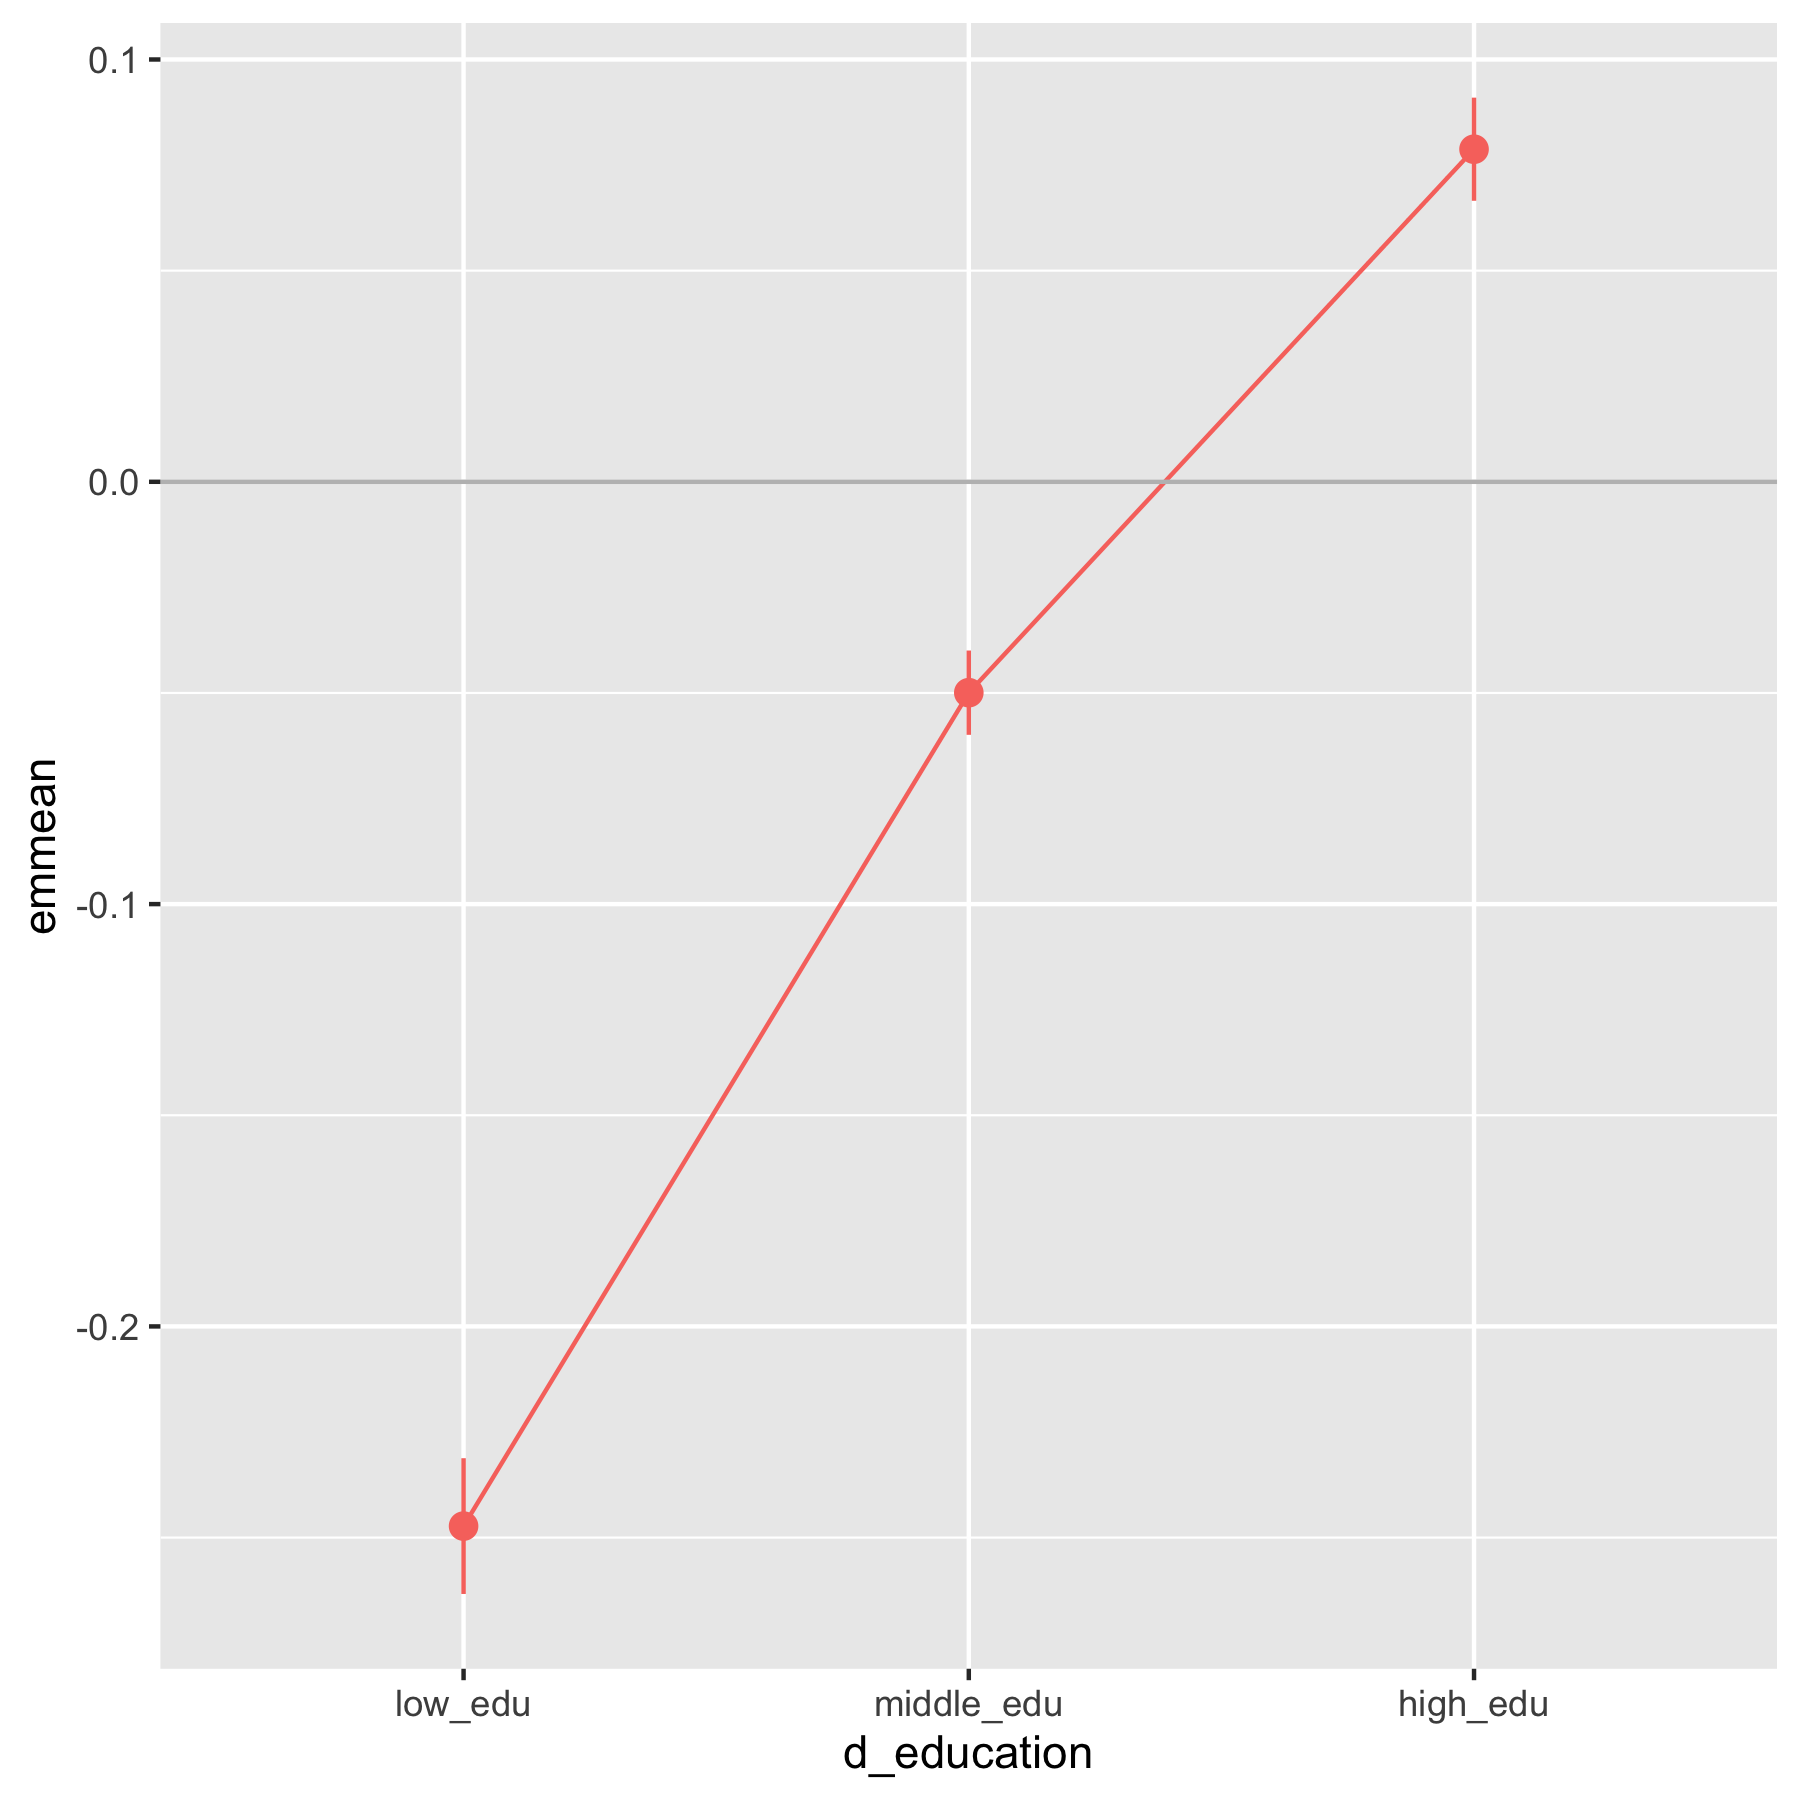 0.1
0.0
-0.1
-0.2
emmean
low_edu
middle_edu
high_edu
d_education